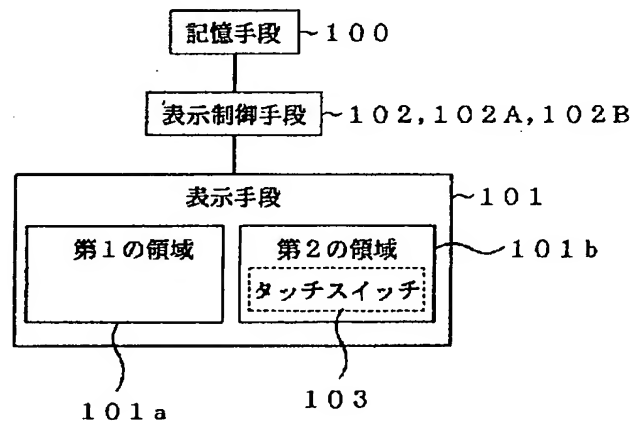 記憶手段 ~100
表示制御手段 ~102,102A,102B
表示手段 ~101
第1の領域 第2の領域 101b
タッチスイッチ
101a 103